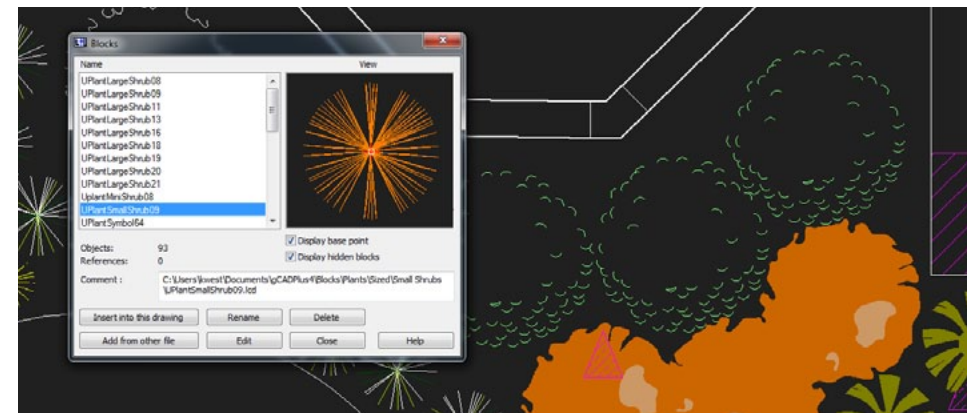 Blocks
Name
View
UPlantLargeShrub08
UPlantLargeShrub09
UPlantLargeShrub11
UPlantLargeShrub13
UPlantLargeShrub16
UPlantLargeShrub18
UPlantLargeShrub19
UPlantLargeShrub20
UPlantLargeShrub21
UplantMiniShrub08
UPlantSmallShrub09
UPlantSymbol64
Objects: 93
References: 0
Display base point
Display hidden blocks
Comment : C:\Users\kwest\Documents\gCADPlus4\Blocks\Plants\Sized\Small Shrubs
\UPlantSmallShrub09.lcd
Insert into this drawing Rename Delete
Add from other file Edit Close Help